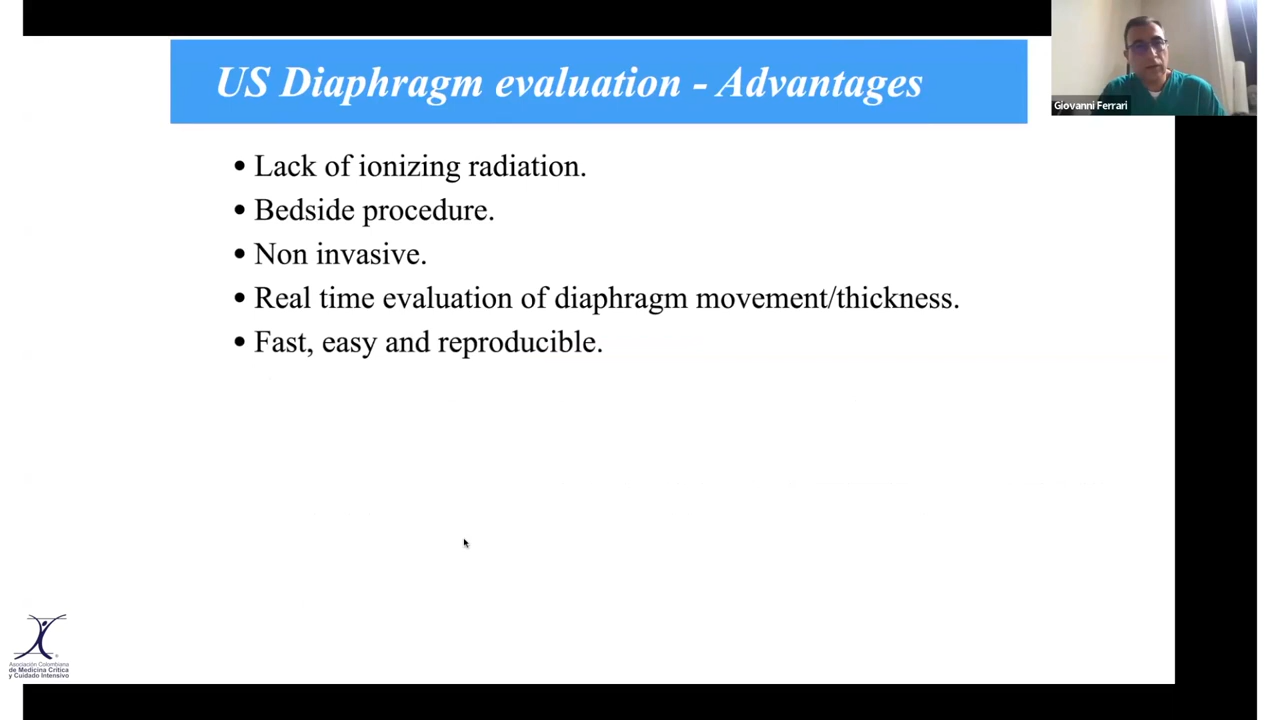 US Diaphragm evaluation - Advantages
Giovanni Ferrari
• Lack of ionizing radiation.
• Bedside procedure.
• Non invasive.
• Real time evaluation of diaphragm movement/thickness.
• Fast, easy and reproducible.
Asociación Colombiana
de Medicina Crítica
y Cuidado Intensivo